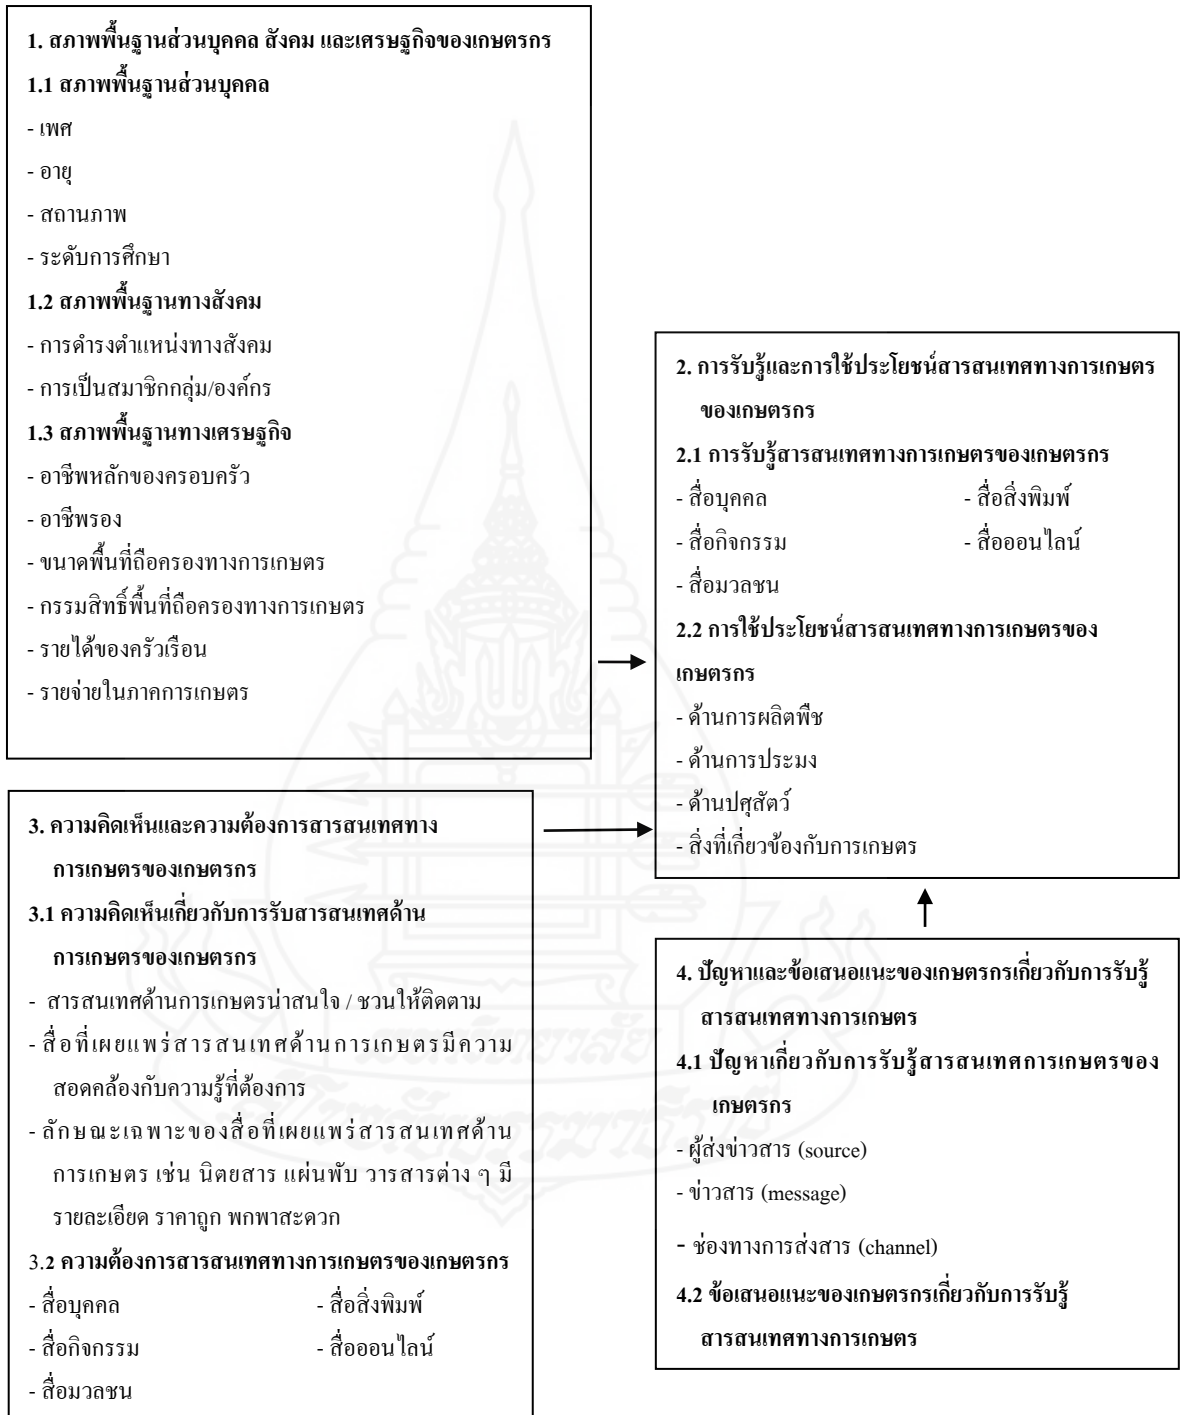 1. สภาพพื้นฐานส่วนบุคคล สังคม และเศรษฐกิจของเกษตรกร
1.1 สภาพพื้นฐานส่วนบุคคล
- เพศ
- อายุ
- สถานภาพ
- ระดับการศึกษา
1.2 สภาพพื้นฐานทางสังคม
- การดำรงตำแหน่งทางสังคม
- การเป็นสมาชิกกลุ่ม/องค์กร
1.3 สภาพพื้นฐานทางเศรษฐกิจ
- อาชีพหลักของครอบครัว
- อาชีพรอง
- ขนาดพื้นที่ถือครองทางการเกษตร
- กรรมสิทธิ์พื้นที่ถือครองทางการเกษตร
- รายได้ของครัวเรือน
- รายจ่ายในภาคการเกษตร
2. การรับรู้และการใช้ประโยชน์สารสนเทศทางการเกษตร
ของเกษตรกร
2.1 การรับรู้สารสนเทศทางการเกษตรของเกษตรกร
- สื่อบุคคล - สื่อสิ่งพิมพ์
- สื่อกิจกรรม - สื่อออนไลน์
- สื่อมวลชน
2.2 การใช้ประโยชน์สารสนเทศทางการเกษตรของ
เกษตรกร
- ด้านการผลิตพืช
- ด้านการประมง
- ด้านปศุสัตว์
- สิ่งที่เกี่ยวข้องกับการเกษตร
3. ความคิดเห็นและความต้องการสารสนเทศทาง
การเกษตรของเกษตรกร
3.1 ความคิดเห็นเกี่ยวกับการรับสารสนเทศด้าน
การเกษตรของเกษตรกร
- สารสนเทศด้านการเกษตรน่าสนใจ / ชวนให้ติดตาม
- สื่อที่เผยแพร่สารสนเทศด้านการเกษตรมีความ
สอดคล้องกับความรู้ที่ต้องการ
- ลักษณะเฉพาะของสื่อที่เผยแพร่สารสนเทศด้าน
การเกษตร เช่น นิตยสาร แผ่นพับ วารสารต่าง ๆ มี
รายละเอียด ราคาถูก พกพาสะดวก
3.2 ความต้องการสารสนเทศทางการเกษตรของเกษตรกร
- สื่อบุคคล - สื่อสิ่งพิมพ์
- สื่อกิจกรรม - สื่อออนไลน์
- สื่อมวลชน
4. ปัญหาและข้อเสนอแนะของเกษตรกรเกี่ยวกับการรับรู้
สารสนเทศทางการเกษตร
4.1 ปัญหาเกี่ยวกับการรับรู้สารสนเทศการเกษตรของ
เกษตรกร
- ผู้ส่งข่าวสาร (source)
- ข่าวสาร (message)
- ช่องทางการส่งสาร (channel)
4.2 ข้อเสนอแนะของเกษตรกรเกี่ยวกับการรับรู้
สารสนเทศทางการเกษตร